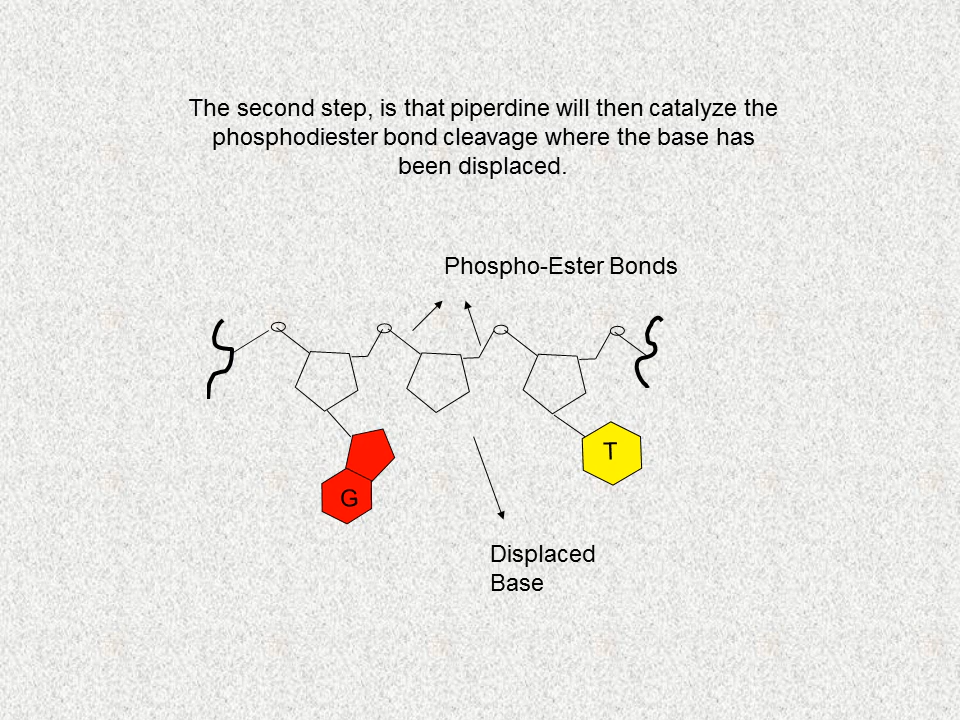 The second step, is that piperdine will then catalyze the
phosphodiester bond cleavage where the base has
been displaced.
Phospho-Ester Bonds
T
G
Displaced
Base